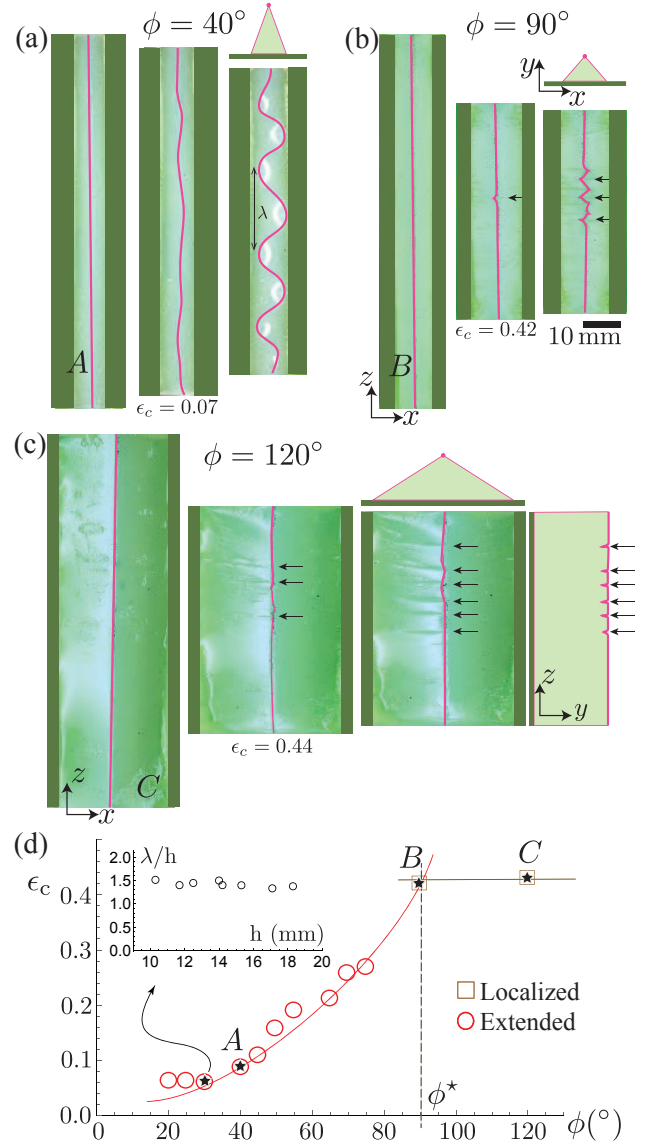 (a) ϕ = 40°
λ
A
ϵc = 0.07
(b) ϕ = 90°
y
x
ϵc = 0.42
10 mm
B
z
x
(c) ϕ = 120°
ϵc = 0.44
z
y
z
x
C
(d)
ϵc
λ/h
2.0
1.5
1.0
0.5
0.0
h (mm)
10 12 14 16 18 20
B
C
A
Localized
Extended
ϕ⋆
0.4
0.3
0.2
0.1
0.0
0 20 40 60 80 100 120
ϕ(°)